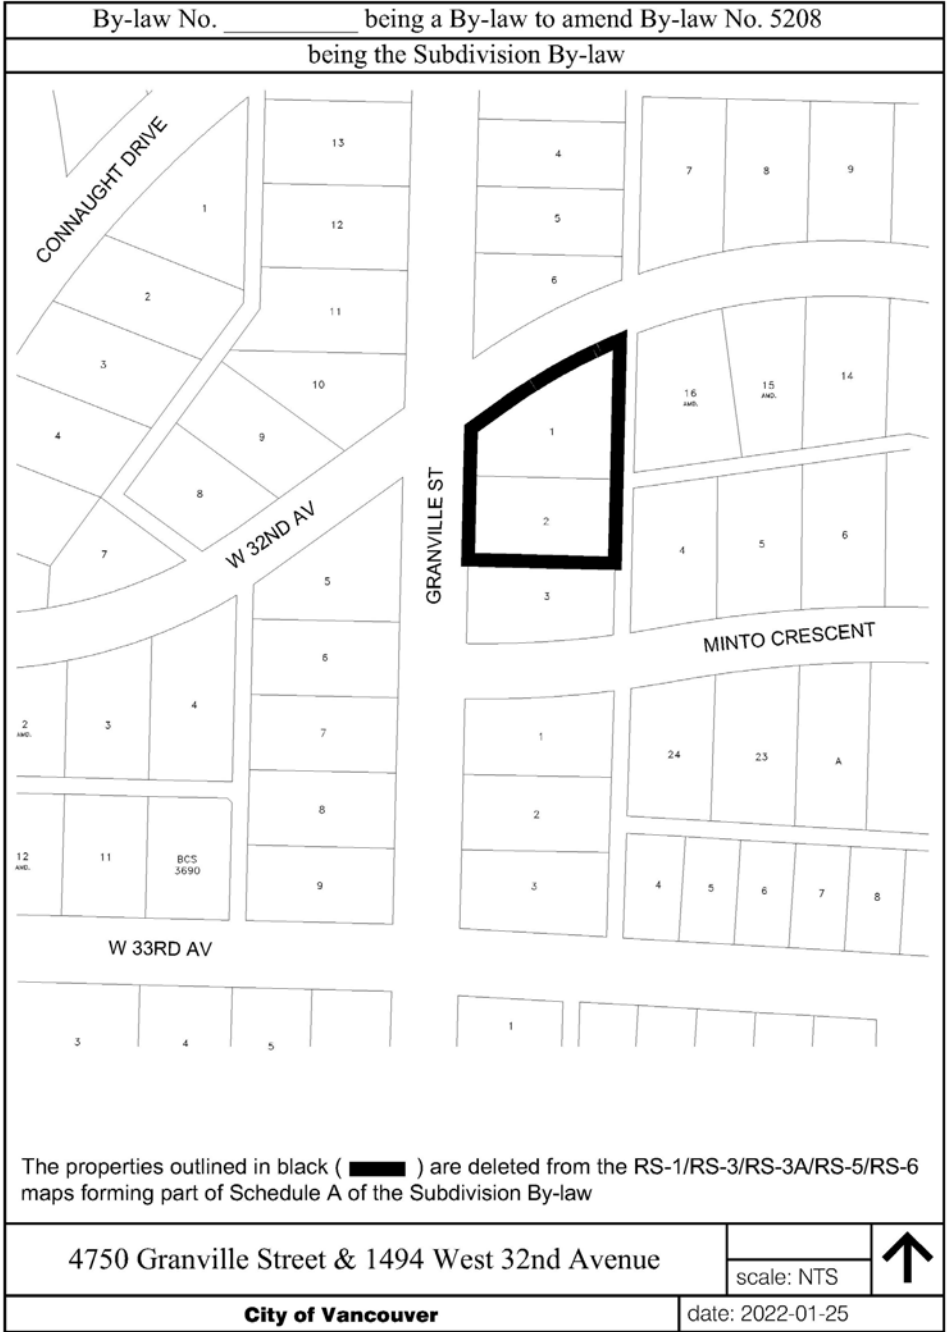 By-law No. __________ being a By-law to amend By-law No. 5208
being the Subdivision By-law
CONNAUGHT DRIVE
13
4
7
8
9
1
12
5
2
11
6
3
10
16
AMD.
15
AMD.
14
4
9
1
8
2
7
W 32ND AV
GRANVILLE ST
4
5
6
5
3
MINTO CRESCENT
6
2
AMD.
3
4
7
1
24
23
A
8
2
12
AMD.
11
BCS
3690
9
3
4
5
6
7
8
W 33RD AV
3
4
5
1
The properties outlined in black ( ) are deleted from the RS-1/RS-3/RS-3A/RS-5/RS-6
maps forming part of Schedule A of the Subdivision By-law
4750 Granville Street & 1494 West 32nd Avenue
scale: NTS
City of Vancouver
date: 2022-01-25